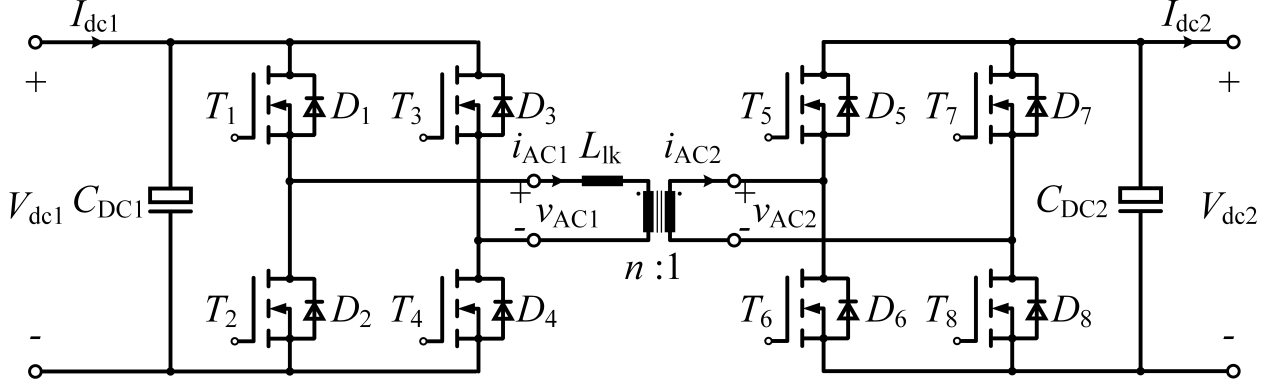 I_dc1 I_dc2
+ +
T_1 D_1 T_3 D_3 T_5 D_5 T_7 D_7
i_AC1 L_lk i_AC2
+ +
V_dc1 C_DC1 v_AC1 v_AC2 C_DC2 V_dc2
- -
n :1
T_2 D_2 T_4 D_4 T_6 D_6 T_8 D_8
- -